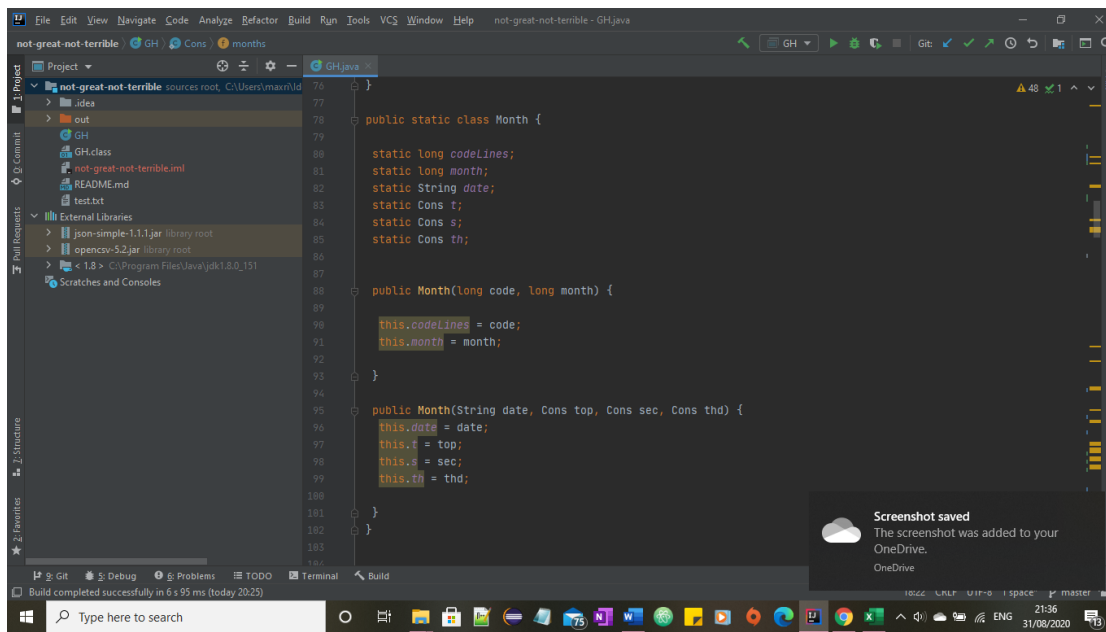 File Edit View Navigate Code Analyze Refactor Build Run Tools VCS Window Help not-great-not-terrible - GH.java
not-great-not-terrible GH Cons months
GH
Git:
1: Project
0: Commit
Pull Requests
7: Structure
2: Favorites
Project
not-great-not-terrible sources root, C:\Users\maxri\Id
.idea
out
GH
GH.class
not-great-not-terrible.iml
README.md
test.txt
External Libraries
json-simple-1.1.1.jar library root
opencsv-5.2.jar library root
< 1.8 > C:\Program Files\Java\jdk1.8.0_151
Scratches and Consoles
GH.java
48 1
76 }
77
78 public static class Month {
79
80 static long codeLines;
81 static long month;
82 static String date;
83 static Cons t;
84 static Cons s;
85 static Cons th;
86
87
88 public Month(long code, long month) {
89
90 this.codeLines = code;
91 this.month = month;
92
93 }
94
95 public Month(String date, Cons top, Cons sec, Cons thd) {
96 this.date = date;
97 this.t = top;
98 this.s = sec;
99 this.th = thd;
100
101 }
102 }
103
Screenshot saved
The screenshot was added to your
OneDrive.
OneDrive
9: Git 5: Debug 6: Problems TODO Terminal Build
Build completed successfully in 6 s 95 ms (today 20:25)
1 space master
Type here to search
75
ENG
21:36
31/08/2020
13